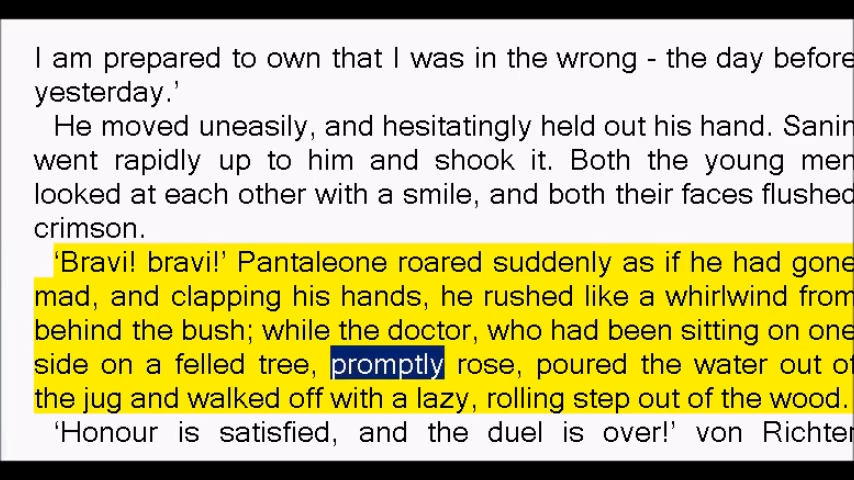 I am prepared to own that I was in the wrong - the day before
yesterday.’
He moved uneasily, and hesitatingly held out his hand. Sanin
went rapidly up to him and shook it. Both the young men
looked at each other with a smile, and both their faces flushed
crimson.
‘Bravi! bravi!’ Pantaleone roared suddenly as if he had gone
mad, and clapping his hands, he rushed like a whirlwind from
behind the bush; while the doctor, who had been sitting on one
side on a felled tree, promptly rose, poured the water out of
the jug and walked off with a lazy, rolling step out of the wood.
‘Honour is satisfied, and the duel is over!’ von Richter